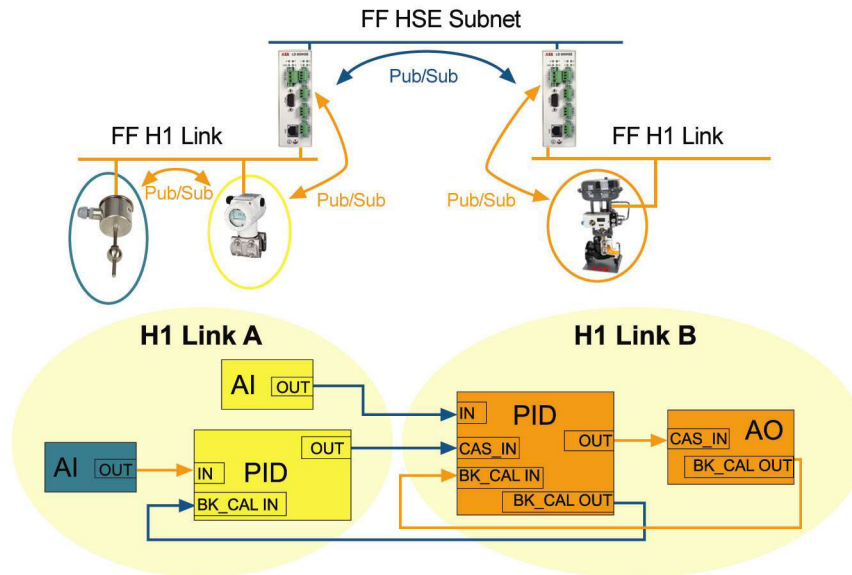 FF HSE Subnet
Pub/Sub
FF H1 Link
FF H1 Link
Pub/Sub
Pub/Sub
Pub/Sub
H1 Link A
H1 Link B
AI OUT
IN PID
CAS_IN OUT
BK_CAL IN
BK_CAL OUT
AO
CAS_IN
BK_CAL OUT
AI OUT
OUT
IN PID
BK_CAL IN